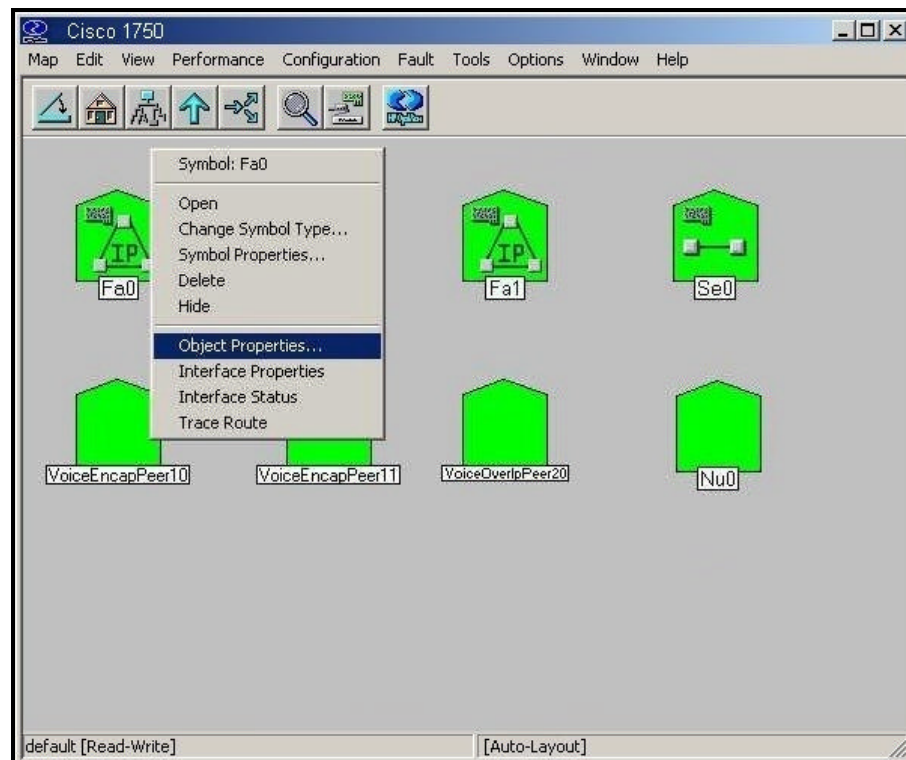 Cisco 1750
Map Edit View Performance Configuration Fault Tools Options Window Help
Symbol: Fa0
Open
Change Symbol Type...
Symbol Properties...
Delete
Hide
Object Properties...
Interface Properties
Interface Status
Trace Route
IP IP
Fa0 Fa1 Se0
VoiceEncapPeer10 VoiceEncapPeer11 VoiceOverIpPeer20 Nu0
default [Read-Write] [Auto-Layout]